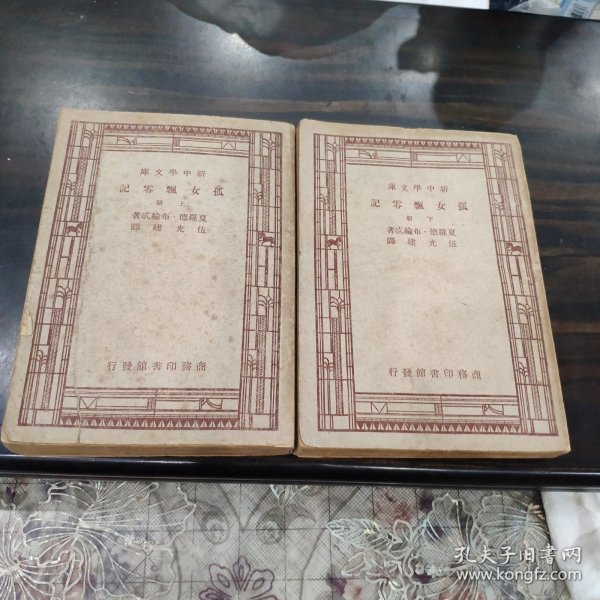 新中學文庫
孤女飄零記
上冊
夏羅德·布綸忒著
伍光建譯
商務印書館發行
新中學文庫
孤女飄零記
下冊
夏羅德·布綸忒著
伍光建譯
商務印書館發行
孔夫子旧书网
www.kongfz.com